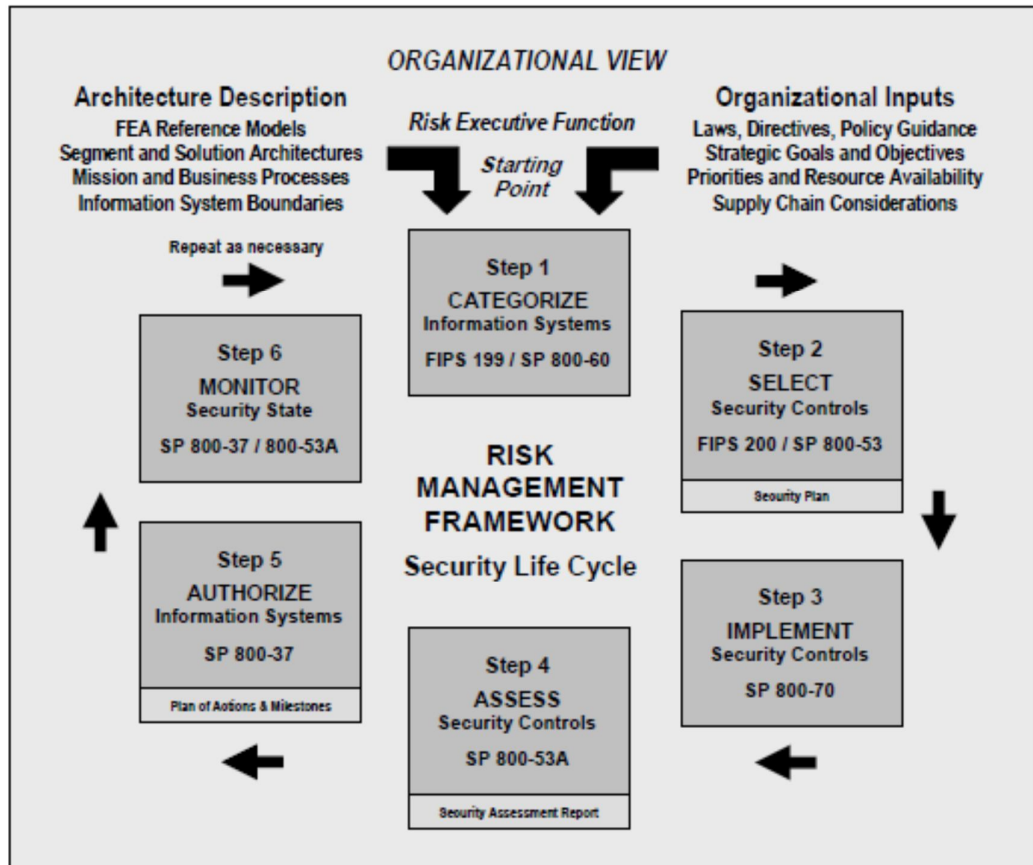 ORGANIZATIONAL VIEW
Architecture Description
FEA Reference Models
Segment and Solution Architectures
Mission and Business Processes
Information System Boundaries
Risk Executive Function
Starting
Point
Organizational Inputs
Laws, Directives, Policy Guidance
Strategic Goals and Objectives
Priorities and Resource Availability
Supply Chain Considerations
Repeat as necessary
Step 1
CATEGORIZE
Information Systems
FIPS 199 / SP 800-60
Step 2
SELECT
Security Controls
FIPS 200 / SP 800-53
Security Plan
Step 3
IMPLEMENT
Security Controls
SP 800-70
Step 4
ASSESS
Security Controls
SP 800-53A
Security Assessment Report
Step 5
AUTHORIZE
Information Systems
SP 800-37
Plan of Actions & Milestones
Step 6
MONITOR
Security State
SP 800-37 / 800-53A
RISK
MANAGEMENT
FRAMEWORK
Security Life Cycle